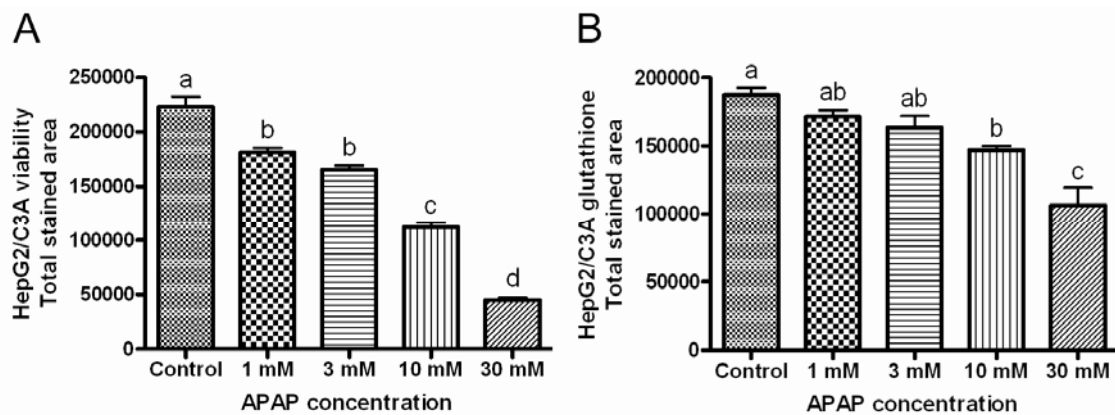 A
HepG2/C3A viability
Total stained area
250000
200000
150000
100000
50000
0
a
b
b
c
d
Control
1 mM
3 mM
10 mM
30 mM
APAP concentration
B
HepG2/C3A glutathione
Total stained area
200000
150000
100000
50000
0
a
ab
ab
b
c
Control
1 mM
3 mM
10 mM
30 mM
APAP concentration